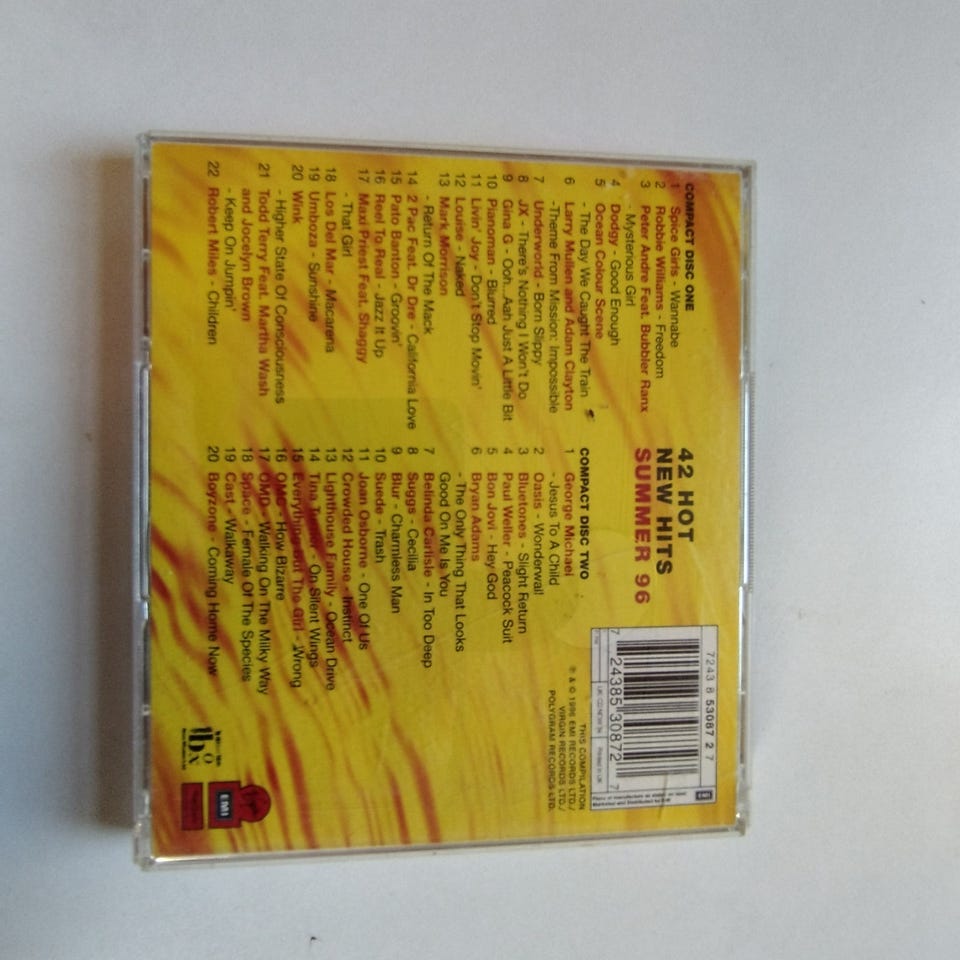 COMPACT DISC ONE
1 Spice Girls - Wannabe
2 Robbie Williams - Freedom
3 Peter Andre Feat. Bubbler Ranx
- Mysterious Girl
4 Dodgy - Good Enough
5 Ocean Colour Scene
- The Day We Caught The Train
6 Larry Mullen and Adam Clayton
-Theme From Mission: Impossible
7 Underworld - Born Slippy
8 JX - There's Nothing I Won't Do
9 Gina G - Ooh.. Aah Just A Little Bit
10 Pianoman - Blurred
11 Livin' Joy - Don't Stop Movin'
12 Louise - Naked
13 Mark Morrison
- Return Of The Mack
14 2 Pac Feat. Dr Dre - California Love
15 Pato Banton - Groovin'
16 Reel To Real - Jazz It Up
17 Maxi Priest Feat. Shaggy
- That Girl
18 Los Del Mar - Macarena
19 Umboza - Sunshine
20 Wink
- Higher State Of Consciousness
21 Todd Terry Feat. Martha Wash
and Jocelyn Brown
- Keep On Jumpin'
22 Robert Miles - Children
42 HOT
NEW HITS
SUMMER 96
COMPACT DISC TWO
1 George Michael
- Jesus To A Child
2 Oasis - Wonderwall
3 Bluetones - Slight Return
4 Paul Weller - Peacock Suit
5 Bon Jovi - Hey God
6 Bryan Adams
- The Only Thing That Looks
Good On Me Is You
7 Belinda Carlisle - In Too Deep
8 Suggs - Cecilia
9 Blur - Charmless Man
10 Suede - Trash
11 Joan Osborne - One Of Us
12 Crowded House - Instinct
13 Lighthouse Family - Ocean Drive
14 Tina Turner - On Silent Wings
15 Everything But The Girl - Wrong
16 OMC - How Bizarre
17 OMD - Walking On The Milky Way
18 Space - Female Of The Species
19 Cast - Walkaway
20 Boyzone - Coming Home Now
7243 8 53087 2 7
7 24385 30872 7
EMI
THIS COMPILATION
℗ & © 1996 EMI RECORDS LTD./
VIRGIN RECORDS LTD./
POLYGRAM RECORDS LTD.
box
EMI